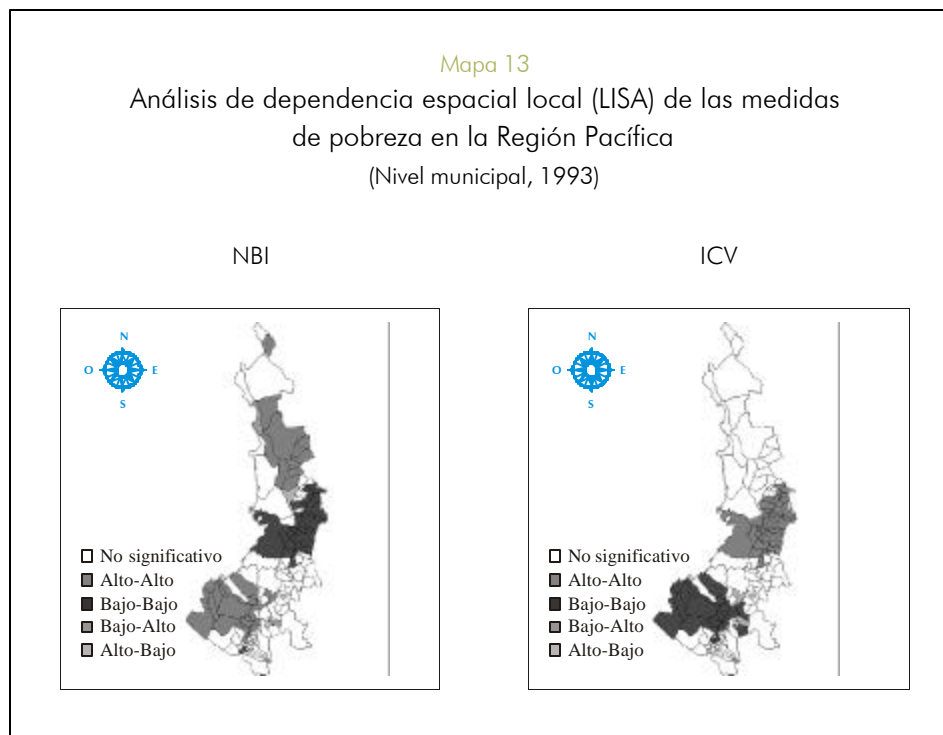 Mapa 13
Análisis de dependencia espacial local (LISA) de las medidas
de pobreza en la Región Pacífica
(Nivel municipal, 1993)
NBI
N
O E
S
No significativo
Alto-Alto
Bajo-Bajo
Bajo-Alto
Alto-Bajo
ICV
N
O E
S
No significativo
Alto-Alto
Bajo-Bajo
Bajo-Alto
Alto-Bajo